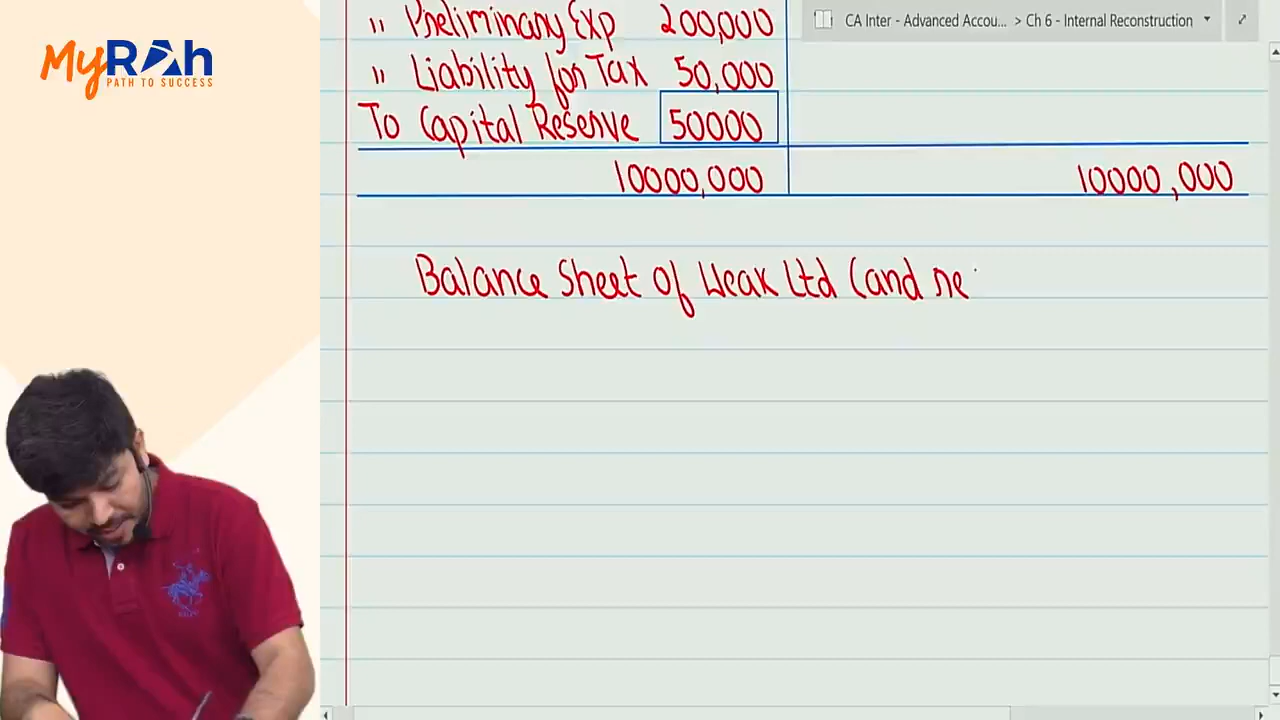 MyRAh
PATH TO SUCCESS
CA Inter - Advanced Accou... > Ch 6 - Internal Reconstruction
" Preliminary Exp 200,000
" Liability for Tax 50,000
To Capital Reserve 50000
10000,000 10000,000
Balance Sheet of Weak Ltd (and re